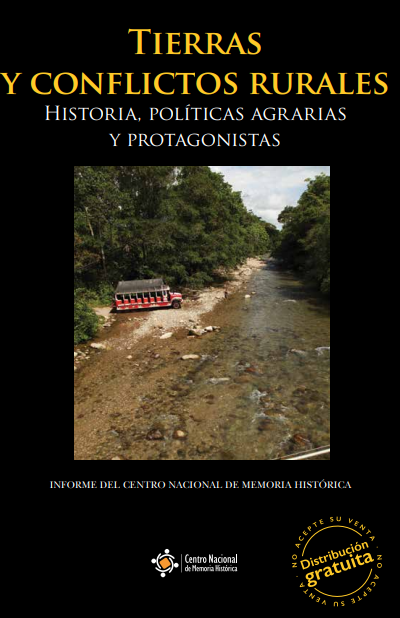 TIERRAS
Y CONFLICTOS RURALES
HISTORIA, POLÍTICAS AGRARIAS
Y PROTAGONISTAS
INFORME DEL CENTRO NACIONAL DE MEMORIA HISTÓRICA
Centro Nacional
de Memoria Histórica
· NO ACEPTE SU VENTA ·
Distribución
gratuita
NO ACEPTE SU VENTA